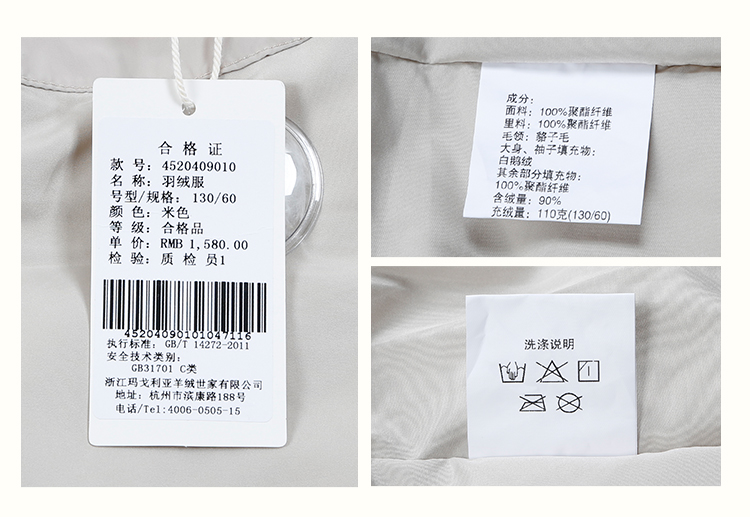 合 格 证
款 号: 4520409010
名 称: 羽绒服
号型/规格: 130/60
颜 色: 米色
等 级: 合格品
单 价: RMB 1,580.00
检 验: 质 检 员1
45204090101047116
执行标准: GB/T 14272-2011
安全技术类别:
GB31701 C类
浙江玛戈利亚羊绒世家有限公司
地址: 杭州市滨康路188号
电话/Tel:4006-0505-15
成分:
面料: 100%聚酯纤维
里料: 100%聚酯纤维
毛领: 貉子毛
大身、袖子填充物:
白鹅绒
其余部分填充物:
100%聚酯纤维
含绒量: 90%
充绒量: 110克(130/60)
洗涤说明